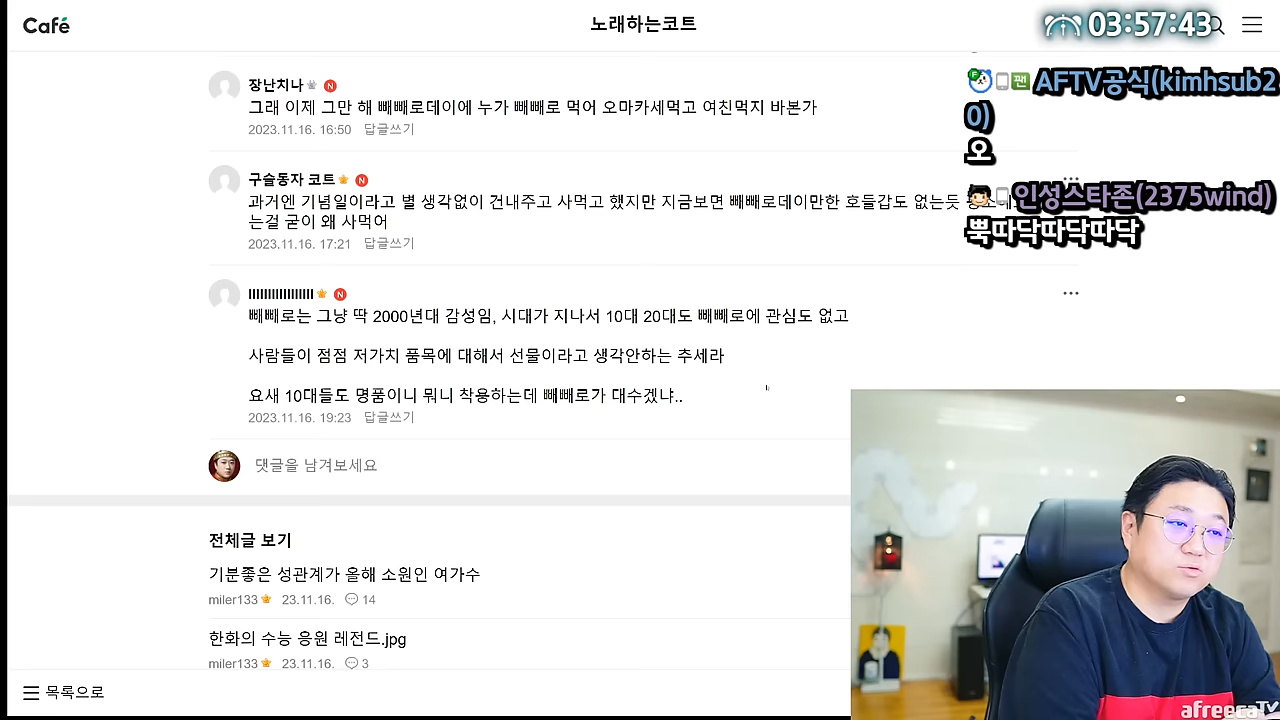 Café
노래하는코트
03:57:43
장난치나
그래 이제 그만 해 빼빼로데이에 누가 빼빼로 먹어 오마카세먹고 여친먹지 바본가
2023.11.16. 16:50 답글쓰기
구슬동자 코트
과거엔 기념일이라고 별 생각없이 건내주고 사먹고 했지만 지금보면 빼빼로데이만한 호들갑도 없는듯
는걸 굳이 왜 사먹어
2023.11.16. 17:21 답글쓰기
빼빼로는 그냥 딱 2000년대 감성임, 시대가 지나서 10대 20대도 빼빼로에 관심도 없고
사람들이 점점 저가치 품목에 대해서 선물이라고 생각안하는 추세라
요새 10대들도 명품이니 뭐니 착용하는데 빼빼로가 대수겠냐..
2023.11.16. 19:23 답글쓰기
댓글을 남겨보세요
전체글 보기
기분좋은 성관계가 올해 소원인 여가수
miler133 23.11.16. 14
한화의 수능 응원 레전드.jpg
miler133 23.11.16. 3
목록으로
팬 AFTV공식(kimhsub2
0)
오
인성스타존(2375wind)
뿍따닥따닥따닥
afreecaTV